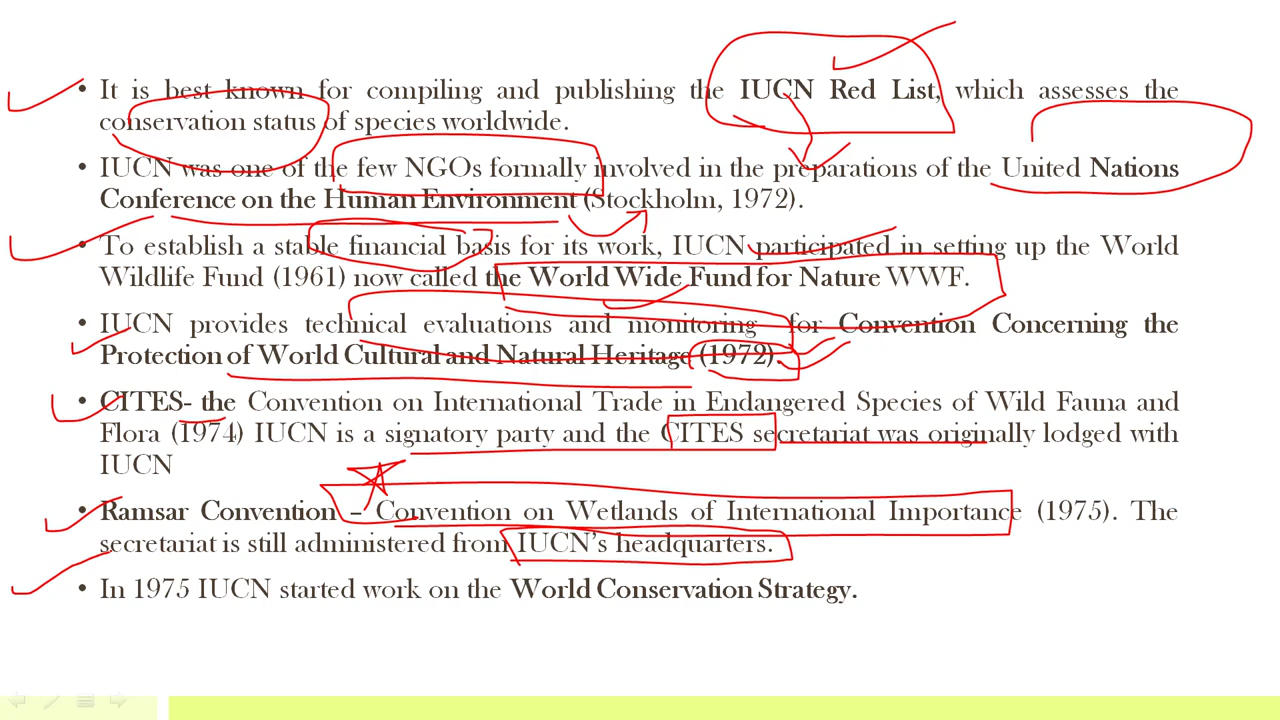 • It is best known for compiling and publishing the IUCN Red List, which assesses the
conservation status of species worldwide.
• IUCN was one of the few NGOs formally involved in the preparations of the United Nations
Conference on the Human Environment (Stockholm, 1972).
• To establish a stable financial basis for its work, IUCN participated in setting up the World
Wildlife Fund (1961) now called the World Wide Fund for Nature WWF.
• IUCN provides technical evaluations and monitoring for Convention Concerning the
Protection of World Cultural and Natural Heritage (1972).
• CITES- the Convention on International Trade in Endangered Species of Wild Fauna and
Flora (1974) IUCN is a signatory party and the CITES secretariat was originally lodged with
IUCN
• Ramsar Convention – Convention on Wetlands of International Importance (1975). The
secretariat is still administered from IUCN's headquarters.
• In 1975 IUCN started work on the World Conservation Strategy.